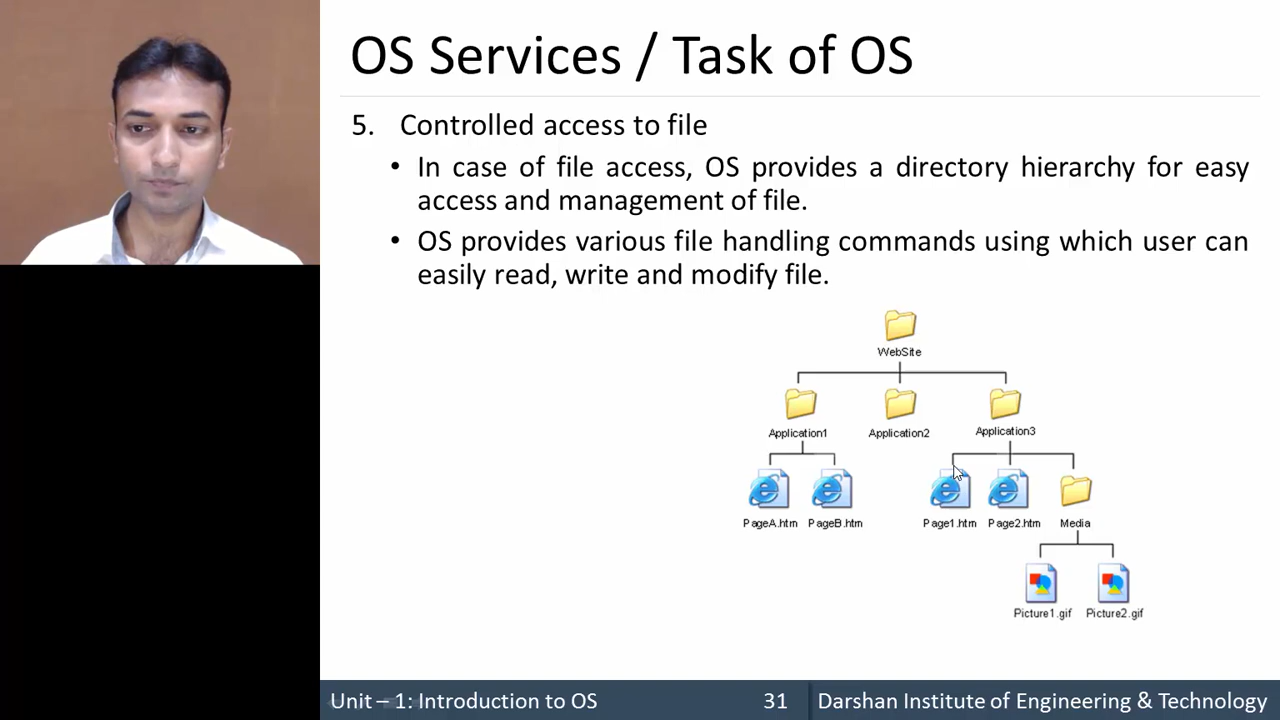 OS Services / Task of OS
5. Controlled access to file
• In case of file access, OS provides a directory hierarchy for easy
access and management of file.
• OS provides various file handling commands using which user can
easily read, write and modify file.
WebSite
Application1 Application2 Application3
PageA.htm PageB.htm Page1.htm Page2.htm Media
Picture1.gif Picture2.gif
Unit – 1: Introduction to OS 31 Darshan Institute of Engineering & Technology